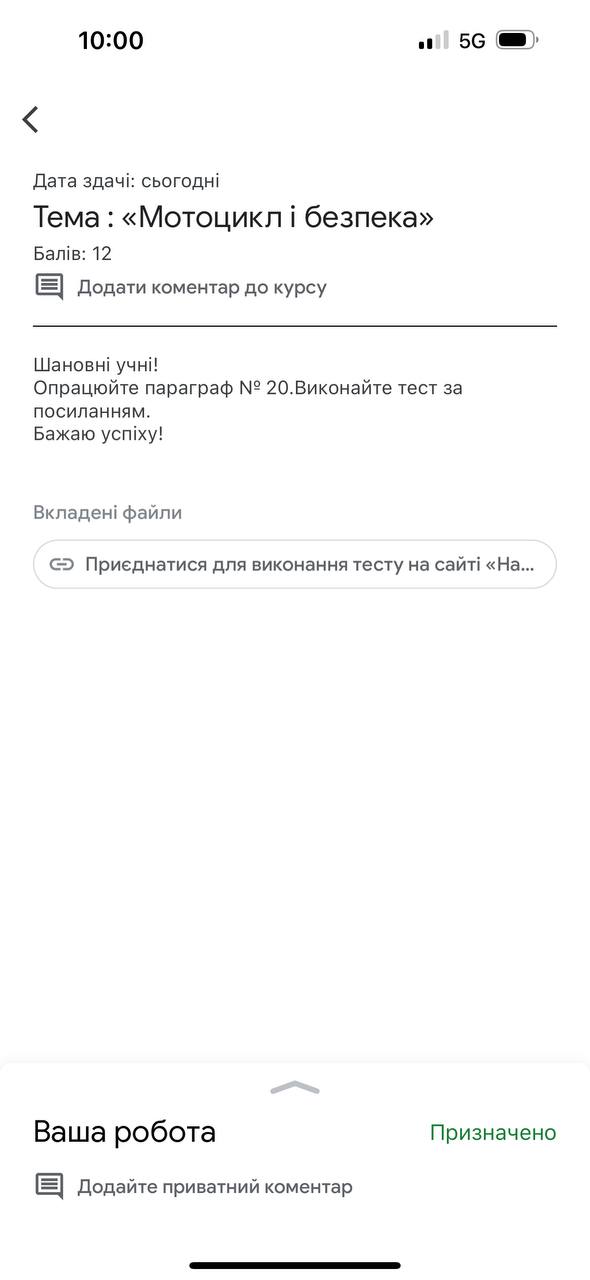 10:00
5G
Дата здачі: сьогодні
Тема : «Мотоцикл і безпека»
Балів: 12
Додати коментар до курсу
Шановні учні!
Опрацюйте параграф № 20.Виконайте тест за
посиланням.
Бажаю успіху!
Вкладені файли
Приєднатися для виконання тесту на сайті «На...
Ваша робота
Призначено
Додайте приватний коментар